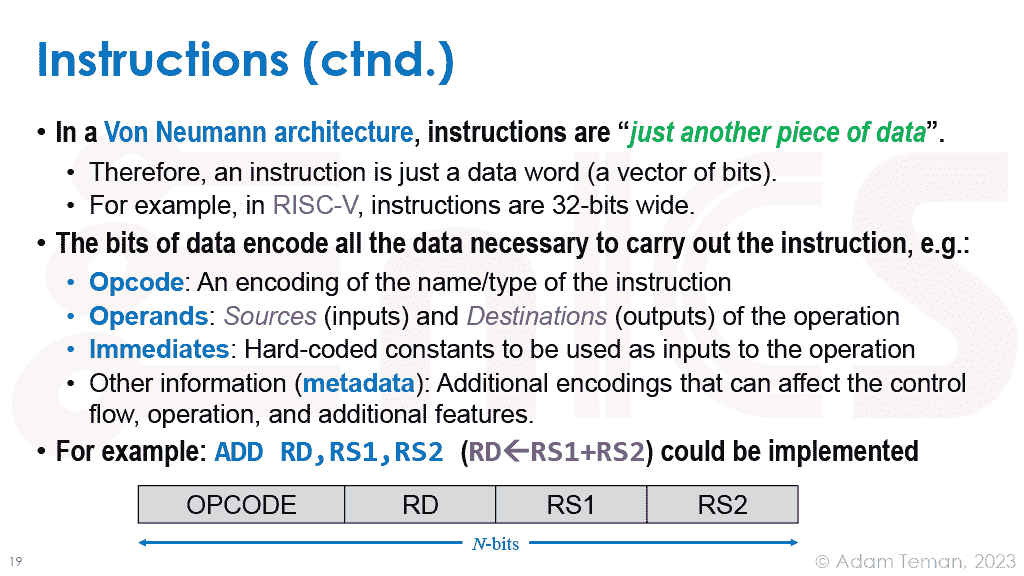 Instructions (ctnd.)
• In a Von Neumann architecture, instructions are “just another piece of data”.
• Therefore, an instruction is just a data word (a vector of bits).
• For example, in RISC-V, instructions are 32-bits wide.
• The bits of data encode all the data necessary to carry out the instruction, e.g.:
• Opcode: An encoding of the name/type of the instruction
• Operands: Sources (inputs) and Destinations (outputs) of the operation
• Immediates: Hard-coded constants to be used as inputs to the operation
• Other information (metadata): Additional encodings that can affect the control
flow, operation, and additional features.
• For example: ADD RD,RS1,RS2 (RD←RS1+RS2) could be implemented
OPCODE RD RS1 RS2
N-bits
19 © Adam Teman, 2023